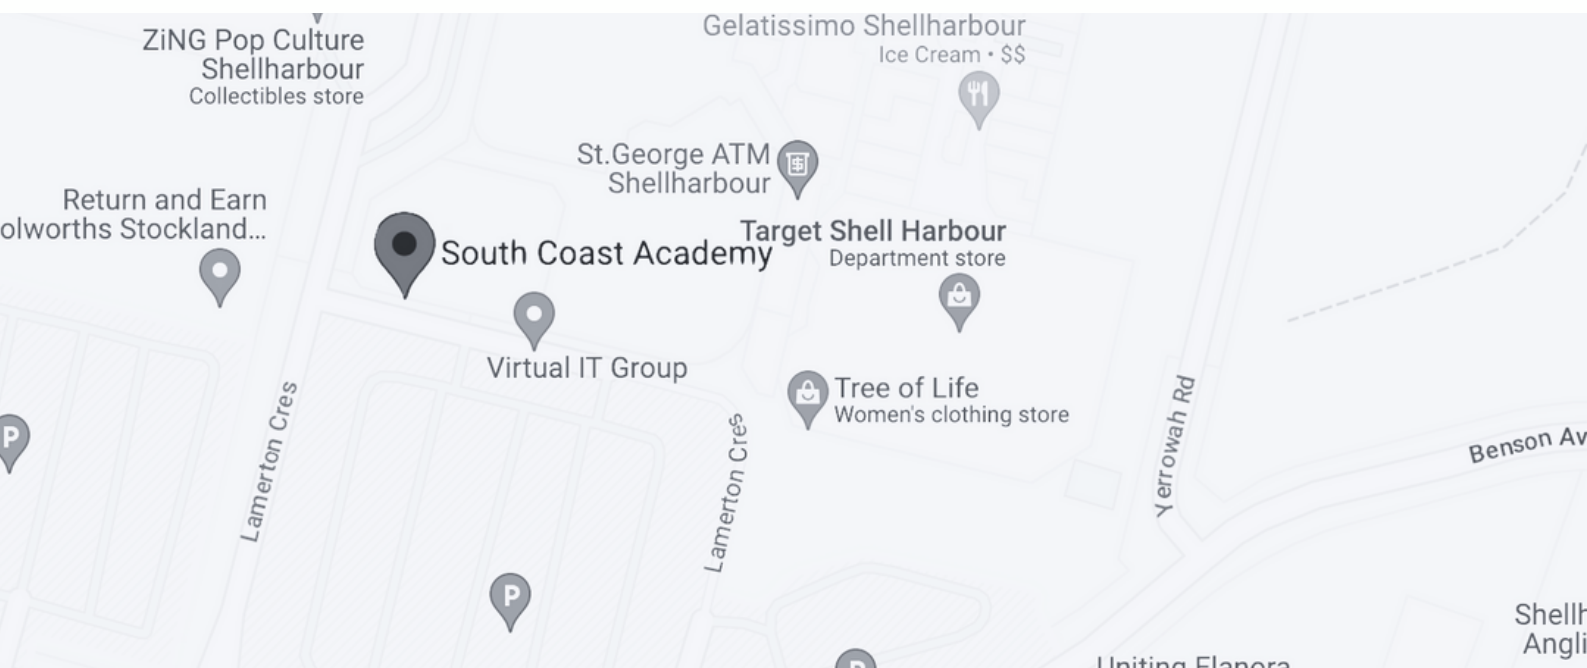 Gelatissimo Shellharbour
Ice Cream • $$
ZiNG Pop Culture
Shellharbour
Collectibles store
St.George ATM
Shellharbour
Return and Earn
olworths Stockland...
Target Shell Harbour
Department store
South Coast Academy
Virtual IT Group
Tree of Life
Women's clothing store
Lamerton Cres
Lamerton Cres
Yerrowah Rd
Benson Av
P
P
P
Shellh
Angli
Uniting Elanora